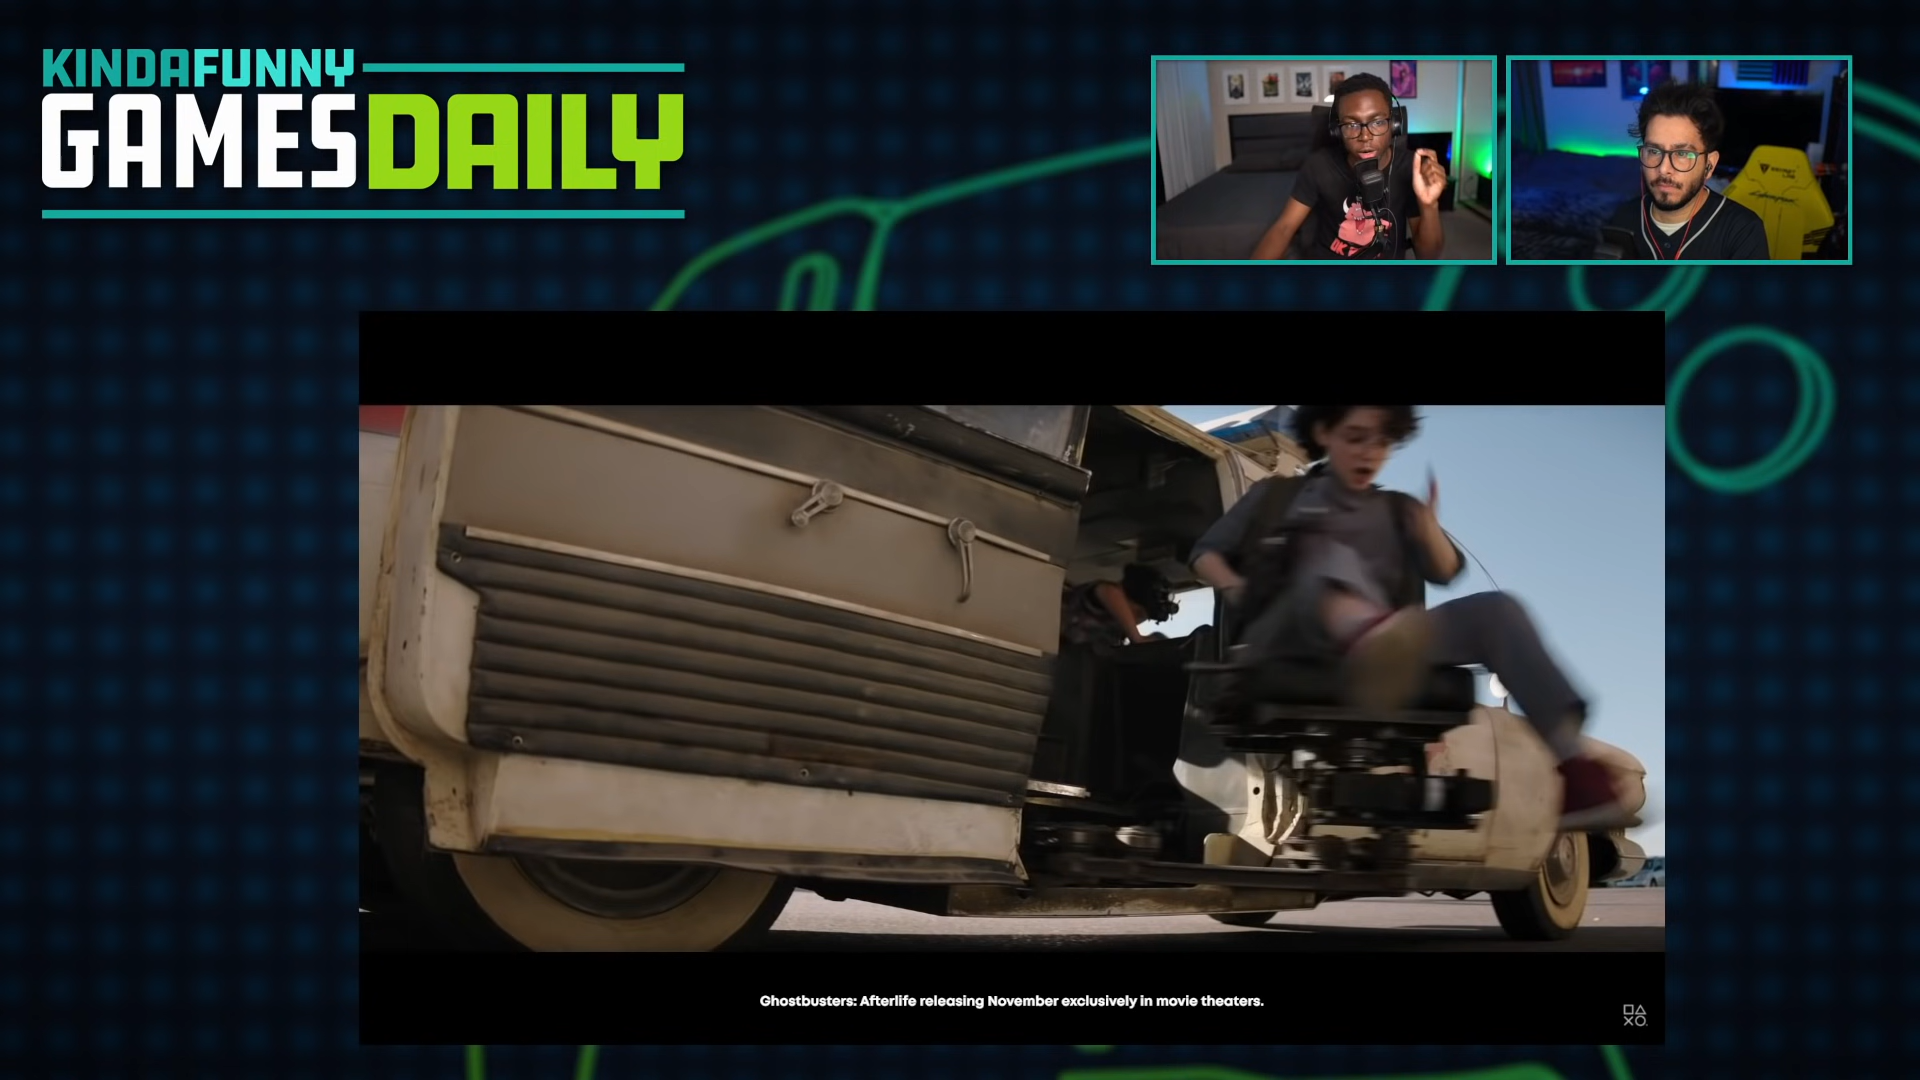 KINDAFUNNY
GAMESDAILY
Ghostbusters: Afterlife releasing November exclusively in movie theaters.